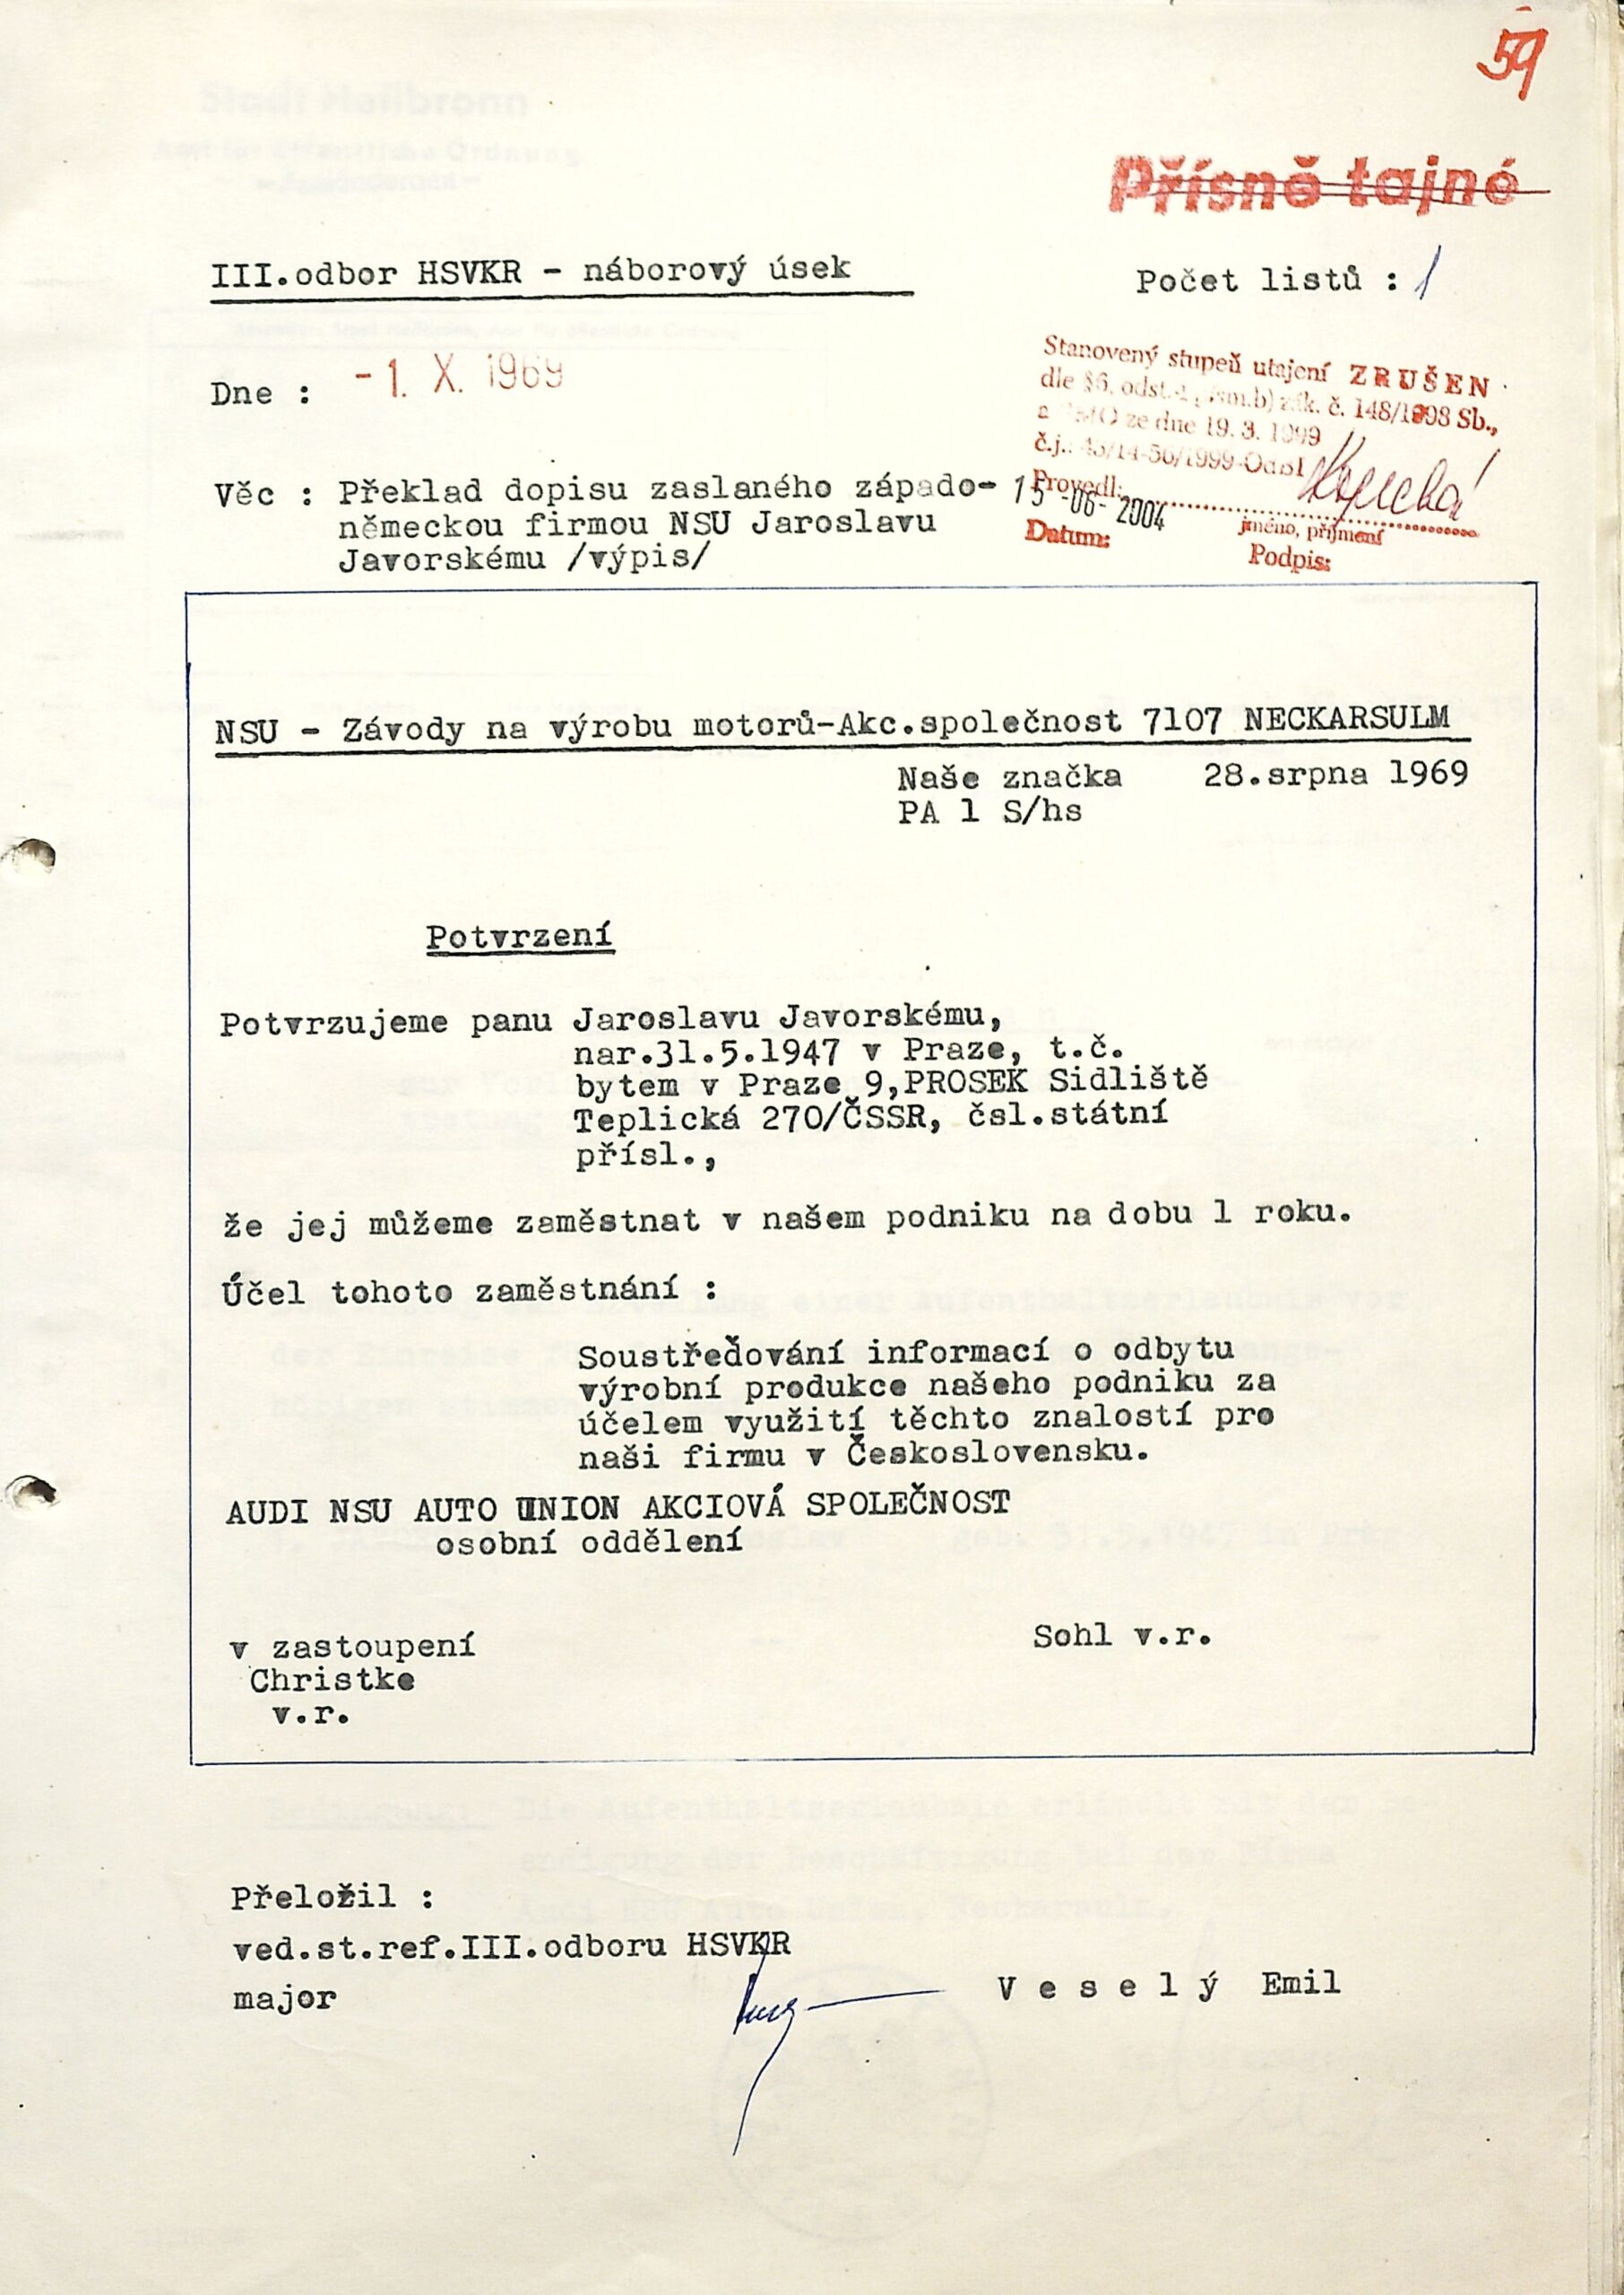 59
Přísně tajné
III.odbor HSVKR - náborový úsek
Počet listů : 1
Dne : -1. X. 1969
Stanovený stupeň utajení ZRUŠEN
dle §6, odst. písm.b) zák. č. 148/1998 Sb.,
a ze dne 19. 3. 1999
č.j.:
Provedl:
15 -06- 2004
jméno, příjmení
Datum:
Podpis:
Věc : Překlad dopisu zaslaného západo-
německou firmou NSU Jaroslavu
Javorskému /výpis/
NSU - Závody na výrobu motorů-Akc.společnost 7107 NECKARSULM
Naše značka 28.srpna 1969
PA l S/hs
Potvrzení
Potvrzujeme panu Jaroslavu Javorskému,
nar.31.5.1947 v Praze, t.č.
bytem v Praze 9,PROSEK Sidliště
Teplická 270/ČSSR, čsl.státní
přísl.,
že jej můžeme zaměstnat v našem podniku na dobu l roku.
Účel tohoto zaměstnání :
Soustřeďování informací o odbytu
výrobní produkce našeho podniku za
účelem využití těchto znalostí pro
naši firmu v Československu.
AUDI NSU AUTO UNION AKCIOVÁ SPOLEČNOST
osobní oddělení
v zastoupení
Sohl v.r.
Christke
v.r.
Přeložil :
ved.st.ref.III.odboru HSVKR
major
V e s e l ý Emil